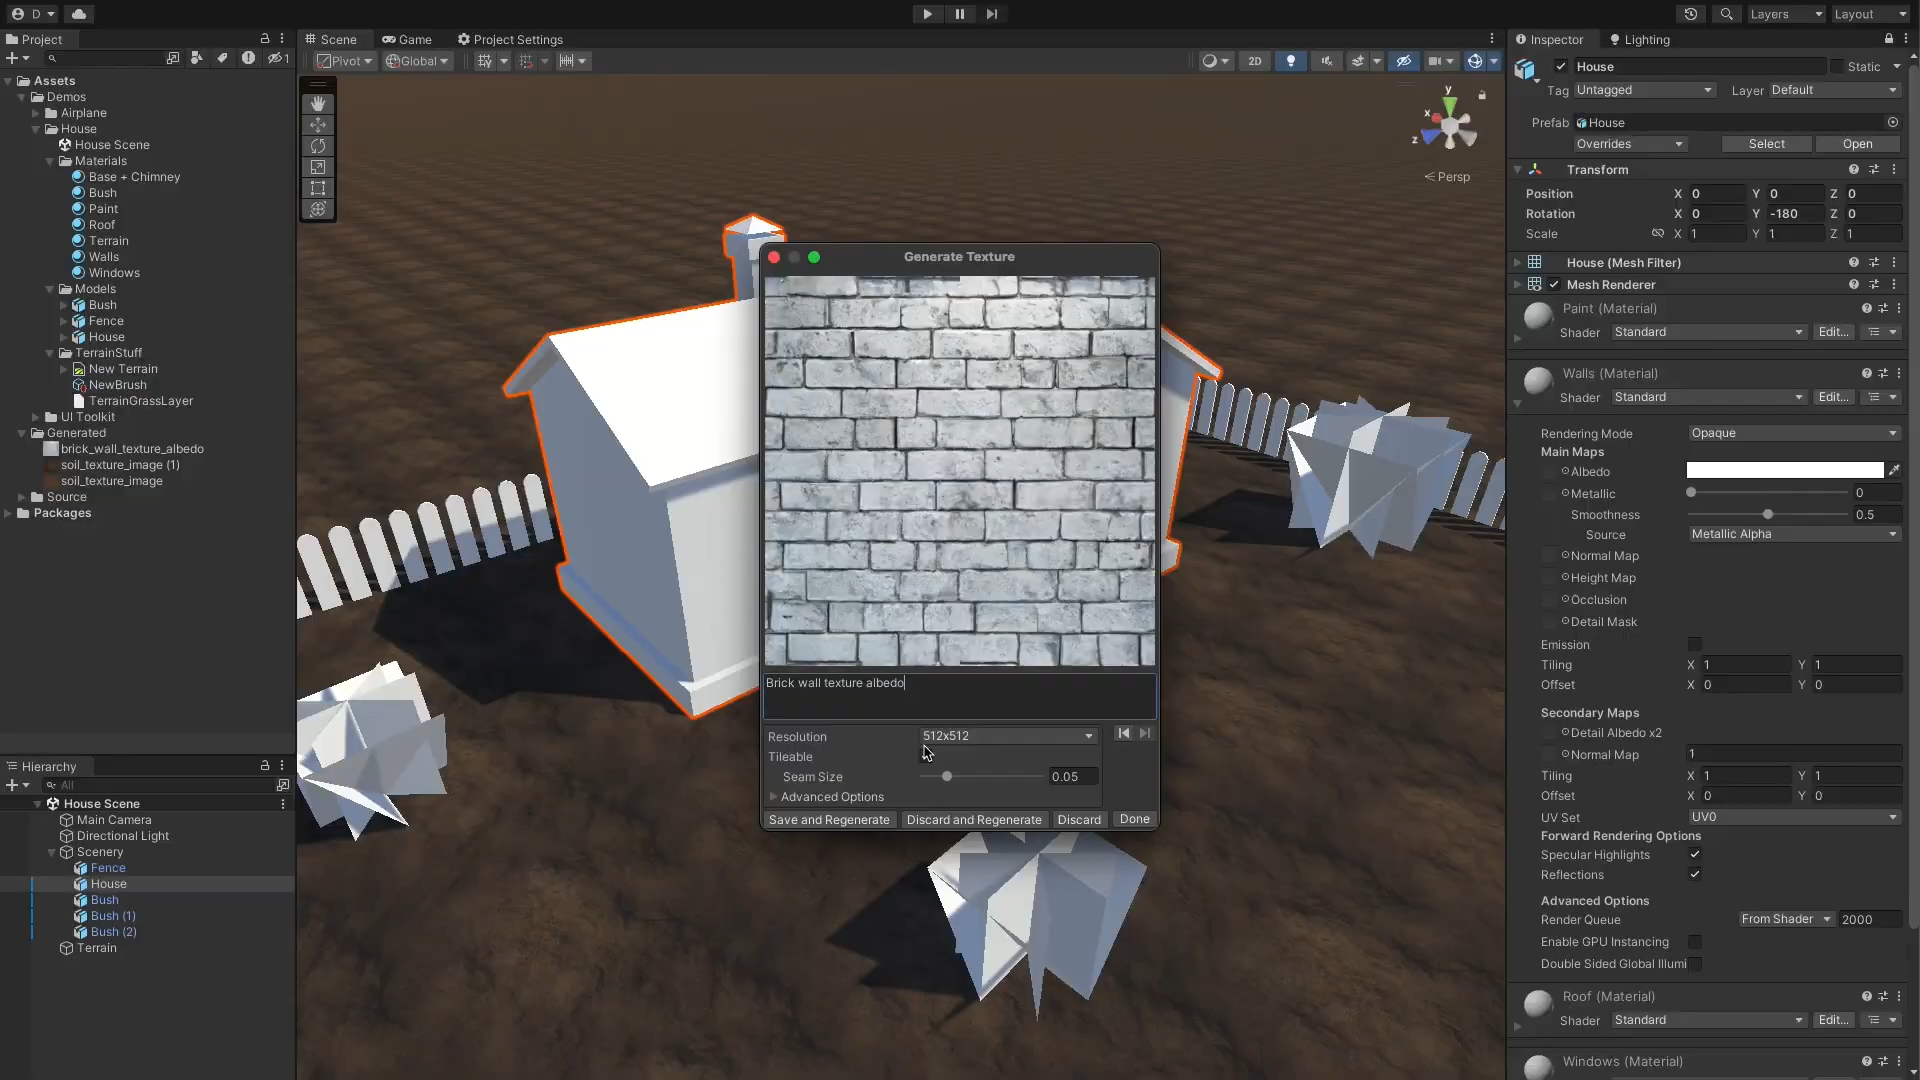 D
Layers
Layout
Project
1
Assets
Demos
Airplane
House
House Scene
Materials
Base + Chimney
Bush
Paint
Roof
Terrain
Walls
Windows
Models
Bush
Fence
House
TerrainStuff
New Terrain
NewBrush
TerrainGrassLayer
UI Toolkit
Generated
brick_wall_texture_albedo
soil_texture_image (1)
soil_texture_image
Source
Packages
Hierarchy
All
House Scene
Main Camera
Directional Light
Scenery
Fence
House
Bush
Bush (1)
Bush (2)
Terrain
Scene Game Project Settings
Pivot Global
2D
y
x
z
Persp
Generate Texture
Brick wall texture albedo
Resolution 512x512
Tileable
Seam Size 0.05
Advanced Options
Save and Regenerate Discard and Regenerate Discard Done
Inspector Lighting
House Static
Tag Untagged Layer Default
Prefab House
Overrides Select Open
Transform
Position X 0 Y 0 Z 0
Rotation X 0 Y -180 Z 0
Scale X 1 Y 1 Z 1
House (Mesh Filter)
Mesh Renderer
Paint (Material)
Shader Standard Edit...
Walls (Material)
Shader Standard Edit...
Rendering Mode Opaque
Main Maps
Albedo
Metallic 0
Smoothness 0.5
Source Metallic Alpha
Normal Map
Height Map
Occlusion
Detail Mask
Emission
Tiling X 1 Y 1
Offset X 0 Y 0
Secondary Maps
Detail Albedo x2
Normal Map 1
Tiling X 1 Y 1
Offset X 0 Y 0
UV Set UV0
Forward Rendering Options
Specular Highlights
Reflections
Advanced Options
Render Queue From Shader 2000
Enable GPU Instancing
Double Sided Global Illumi
Roof (Material)
Shader Standard Edit...
Windows (Material)